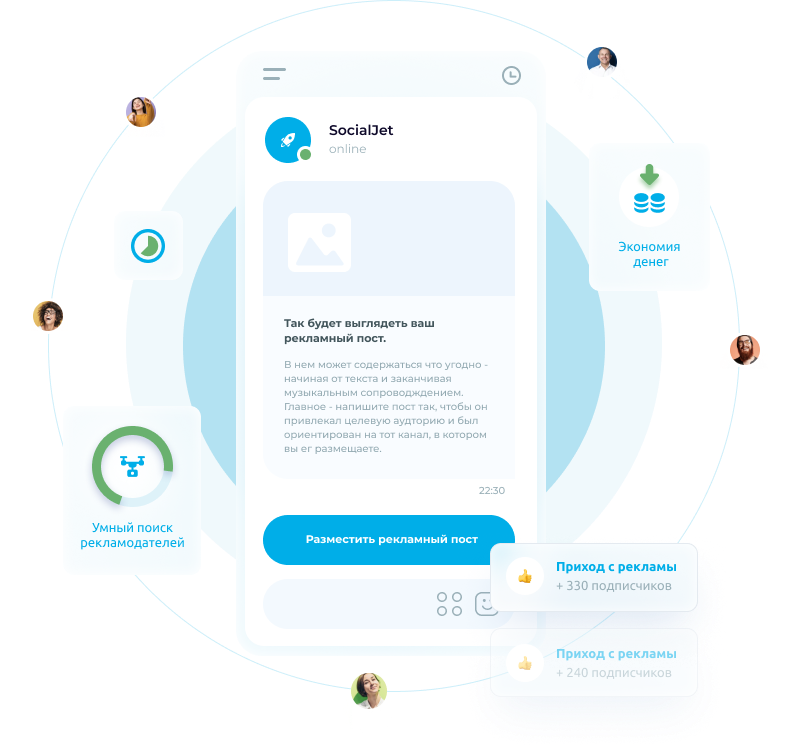 SocialJet
online
Экономия
денег
Так будет выглядеть ваш
рекламный пост.
В нем может содержаться что угодно -
начиная от текста и заканчивая
музыкальным сопровождждением.
Главное - напишите пост так, чтобы он
привлекал целевую аудторию и был
ориентирован на тот канал, в котором
вы ег размещаете.
22:30
Умный поиск
рекламодателей
Разместить рекламный пост
Приход с рекламы
+ 330 подписчиков
Приход с рекламы
+ 240 подписчиков